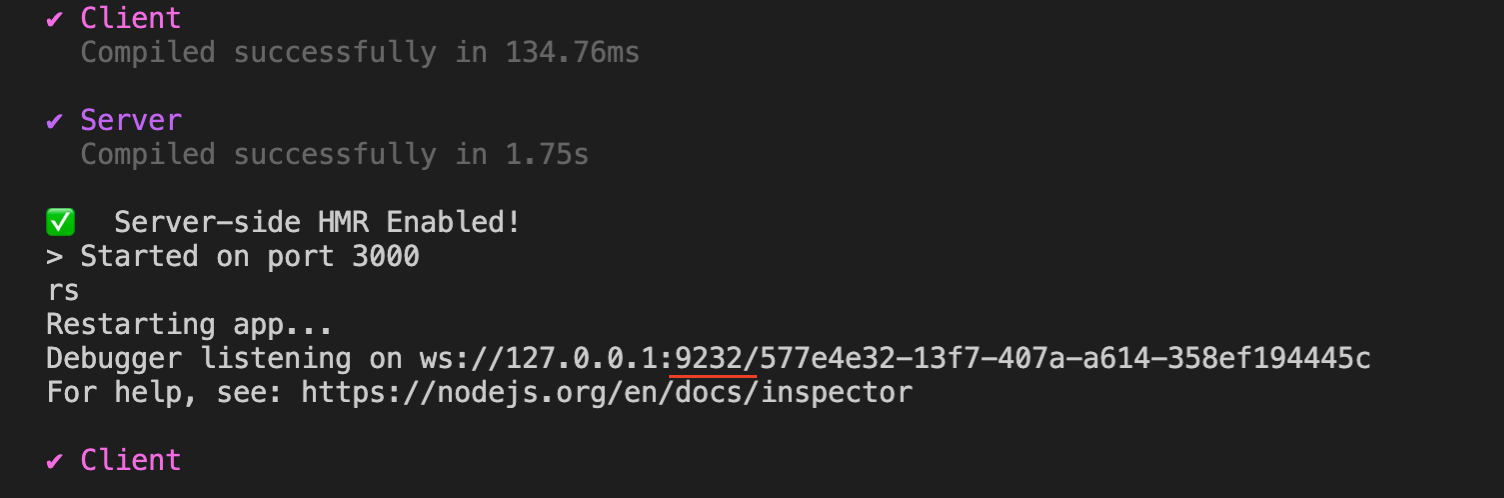 ✔ Client
Compiled successfully in 134.76ms
✔ Server
Compiled successfully in 1.75s
✅ Server-side HMR Enabled!
> Started on port 3000
rs
Restarting app...
Debugger listening on ws://127.0.0.1:9232/577e4e32-13f7-407a-a614-358ef194445c
For help, see: https://nodejs.org/en/docs/inspector
✔ Client